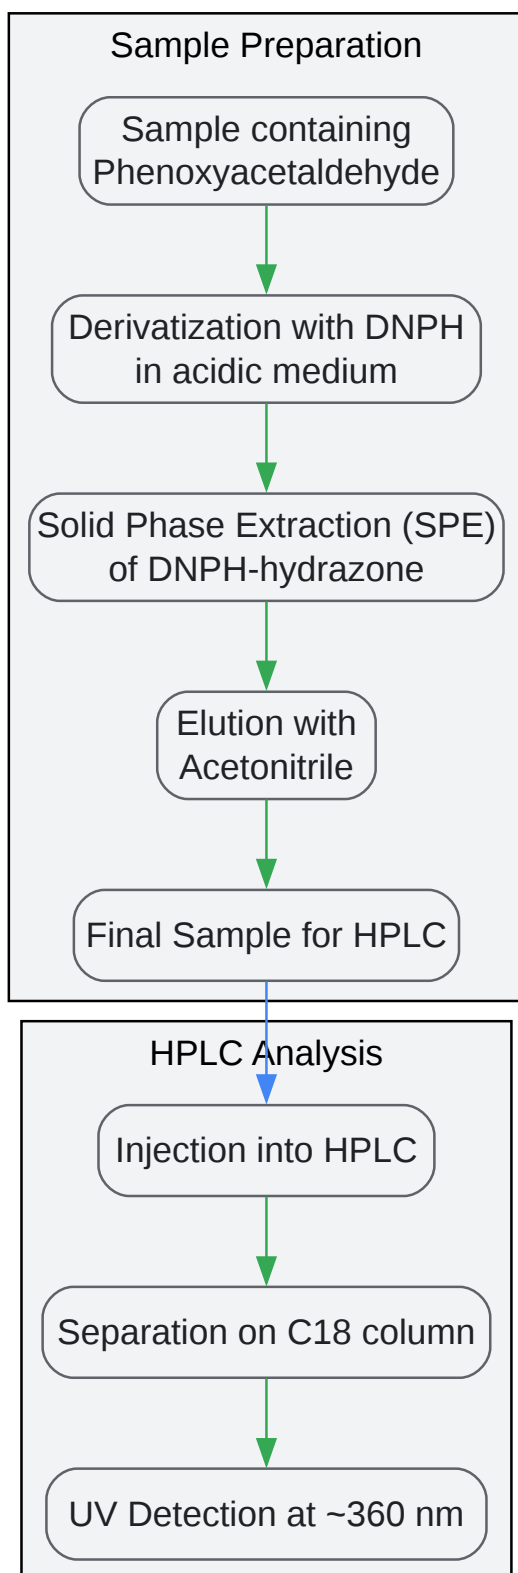 Sample Preparation
Sample containing
Phenoxyacetaldehyde
Derivatization with DNPH
in acidic medium
Solid Phase Extraction (SPE)
of DNPH-hydrazone
Elution with
Acetonitrile
Final Sample for HPLC
HPLC Analysis
Injection into HPLC
Separation on C18 column
UV Detection at ~360 nm